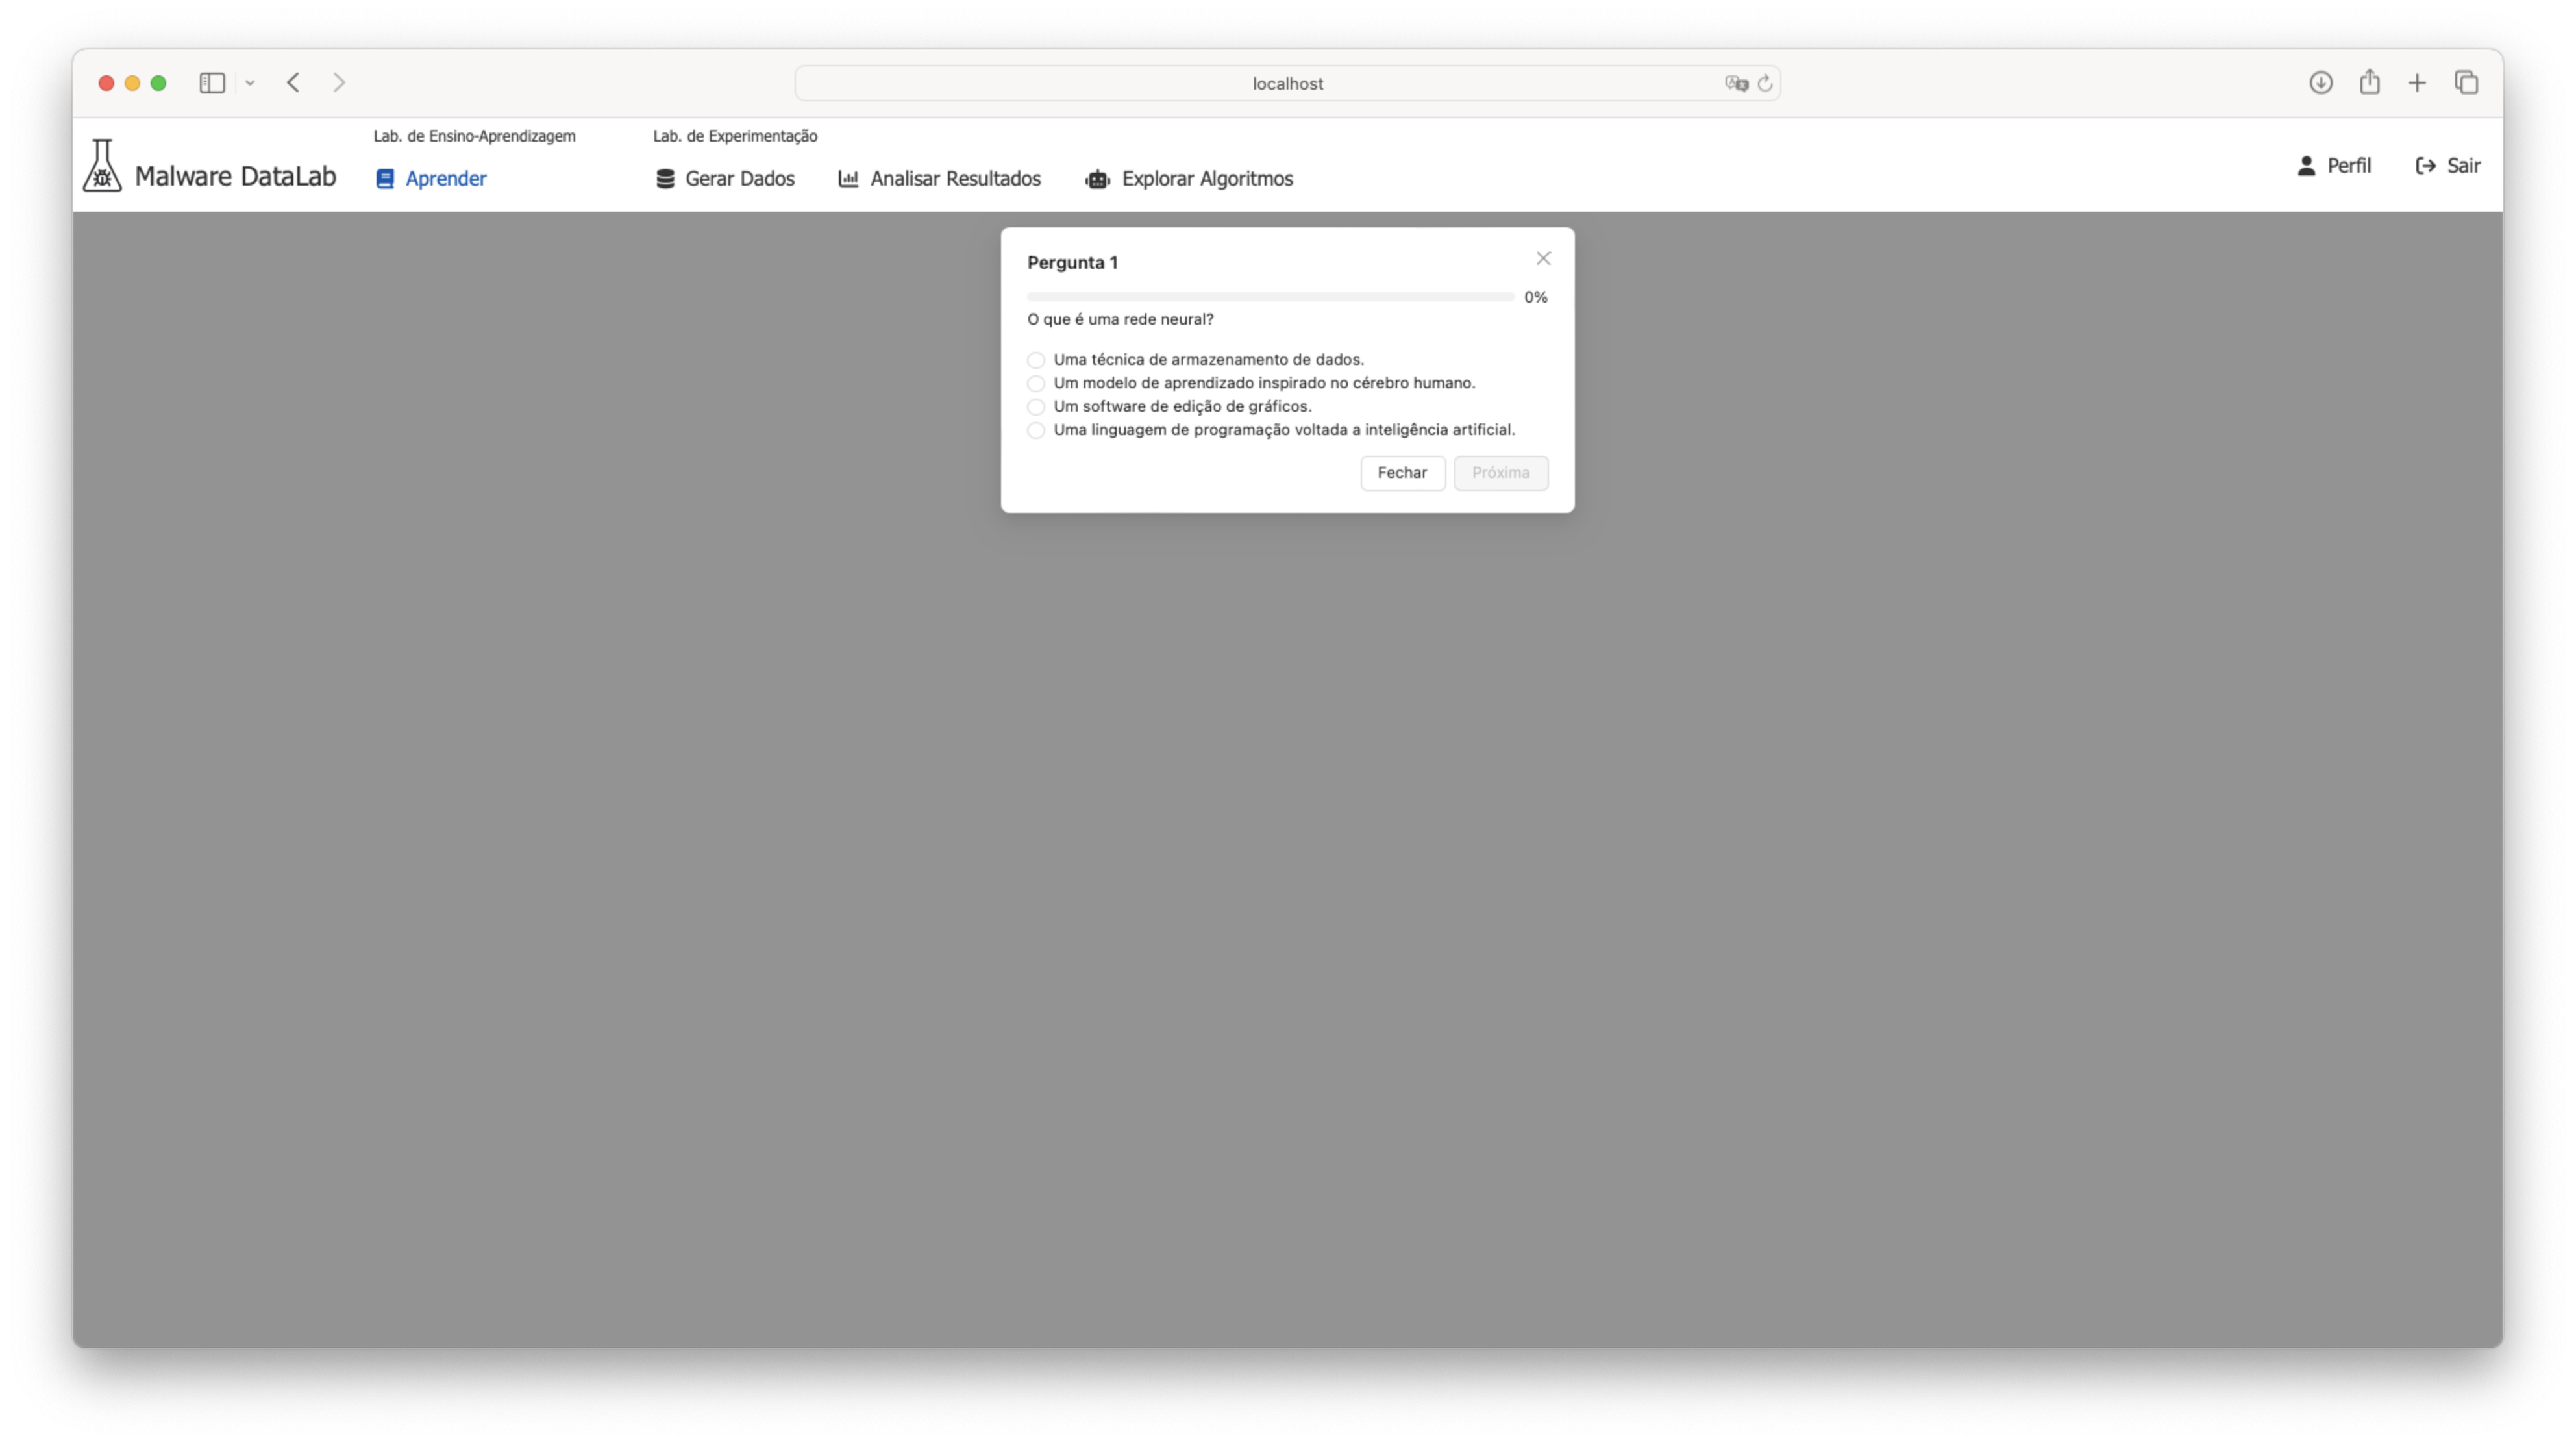 localhost
Lab. de Ensino-Aprendizagem
Lab. de Experimentação
Malware DataLab
Aprender
Gerar Dados
Analisar Resultados
Explorar Algoritmos
Perfil
Sair
Pergunta 1
0%
O que é uma rede neural?
Uma técnica de armazenamento de dados.
Um modelo de aprendizado inspirado no cérebro humano.
Um software de edição de gráficos.
Uma linguagem de programação voltada a inteligência artificial.
Fechar
Próxima